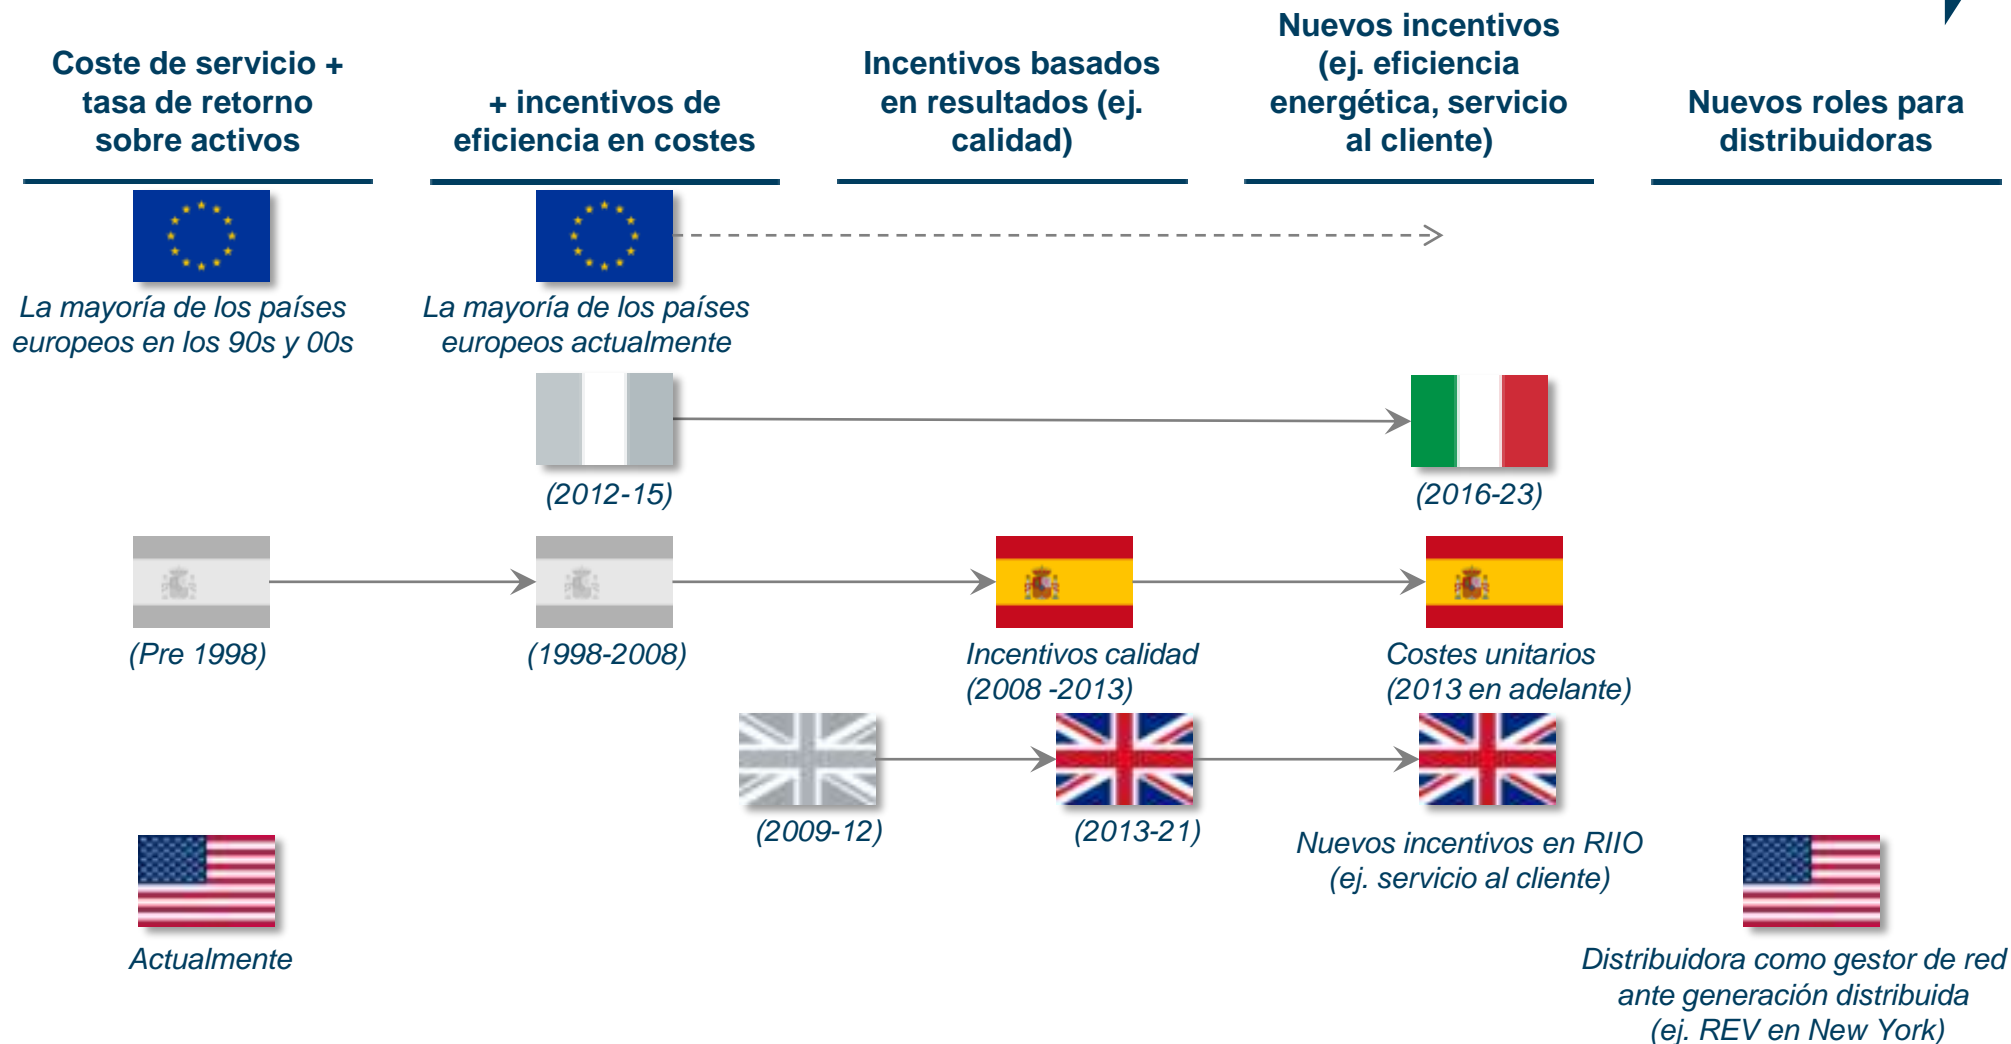 Coste de servicio +
tasa de retorno
sobre activos
+ incentivos de
eficiencia en costes
Incentivos basados
en resultados (ej.
calidad)
Nuevos incentivos
(ej. eficiencia
energética, servicio
al cliente)
Nuevos roles para
distribuidoras
La mayoría de los países
europeos en los 90s y 00s
La mayoría de los países
europeos actualmente
(2012-15)
(2016-23)
(Pre 1998)
(1998-2008)
Incentivos calidad
(2008 -2013)
Costes unitarios
(2013 en adelante)
(2009-12)
(2013-21)
Nuevos incentivos en RIIO
(ej. servicio al cliente)
Actualmente
Distribuidora como gestor de red
ante generación distribuida
(ej. REV en New York)